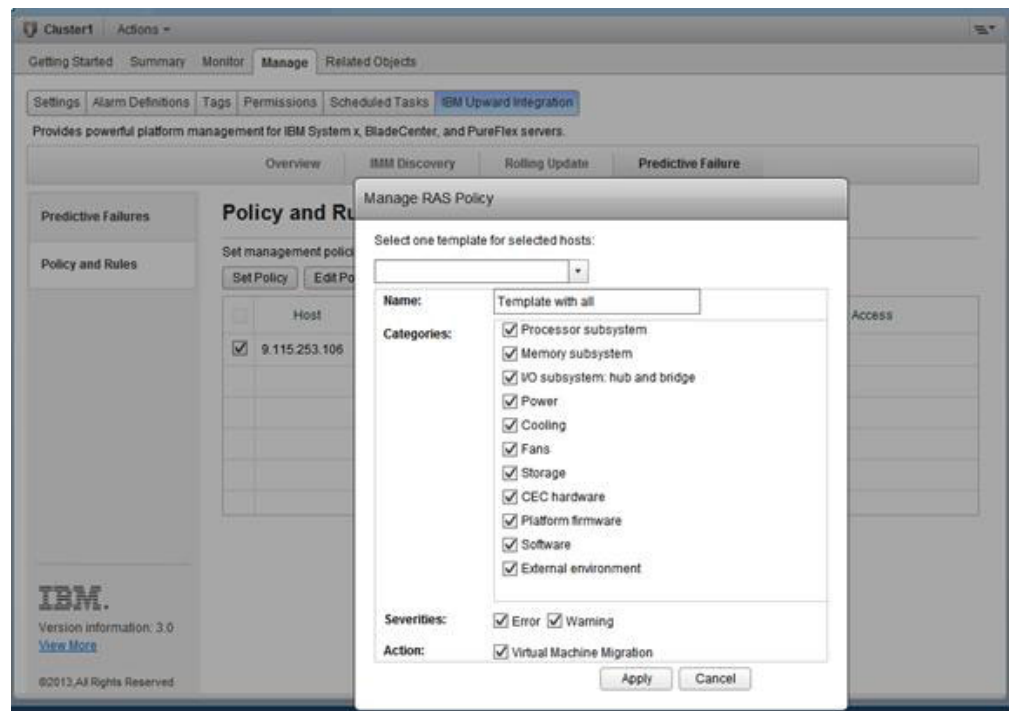 Cluster1 Actions
Getting Started Summary Monitor Manage Related Objects
Settings Alarm Definitions Tags Permissions Scheduled Tasks IBM Upward Integration
Provides powerful platform management for IBM System x, BladeCenter, and PureFlex servers.
Overview IMM Discovery Rolling Update Predictive Failure
Predictive Failures
Policy and Rules
IBM.
Version information: 3.0
View More
©2013,All Rights Reserved
Policy and Ru
Set management polici
Set Policy Edit Po
Host Access
9.115.253.106
Manage RAS Policy
Select one template for selected hosts:
Name: Template with all
Categories: Processor subsystem
Memory subsystem
I/O subsystem: hub and bridge
Power
Cooling
Fans
Storage
CEC hardware
Platform firmware
Software
External environment
Severities: Error Warning
Action: Virtual Machine Migration
Apply Cancel